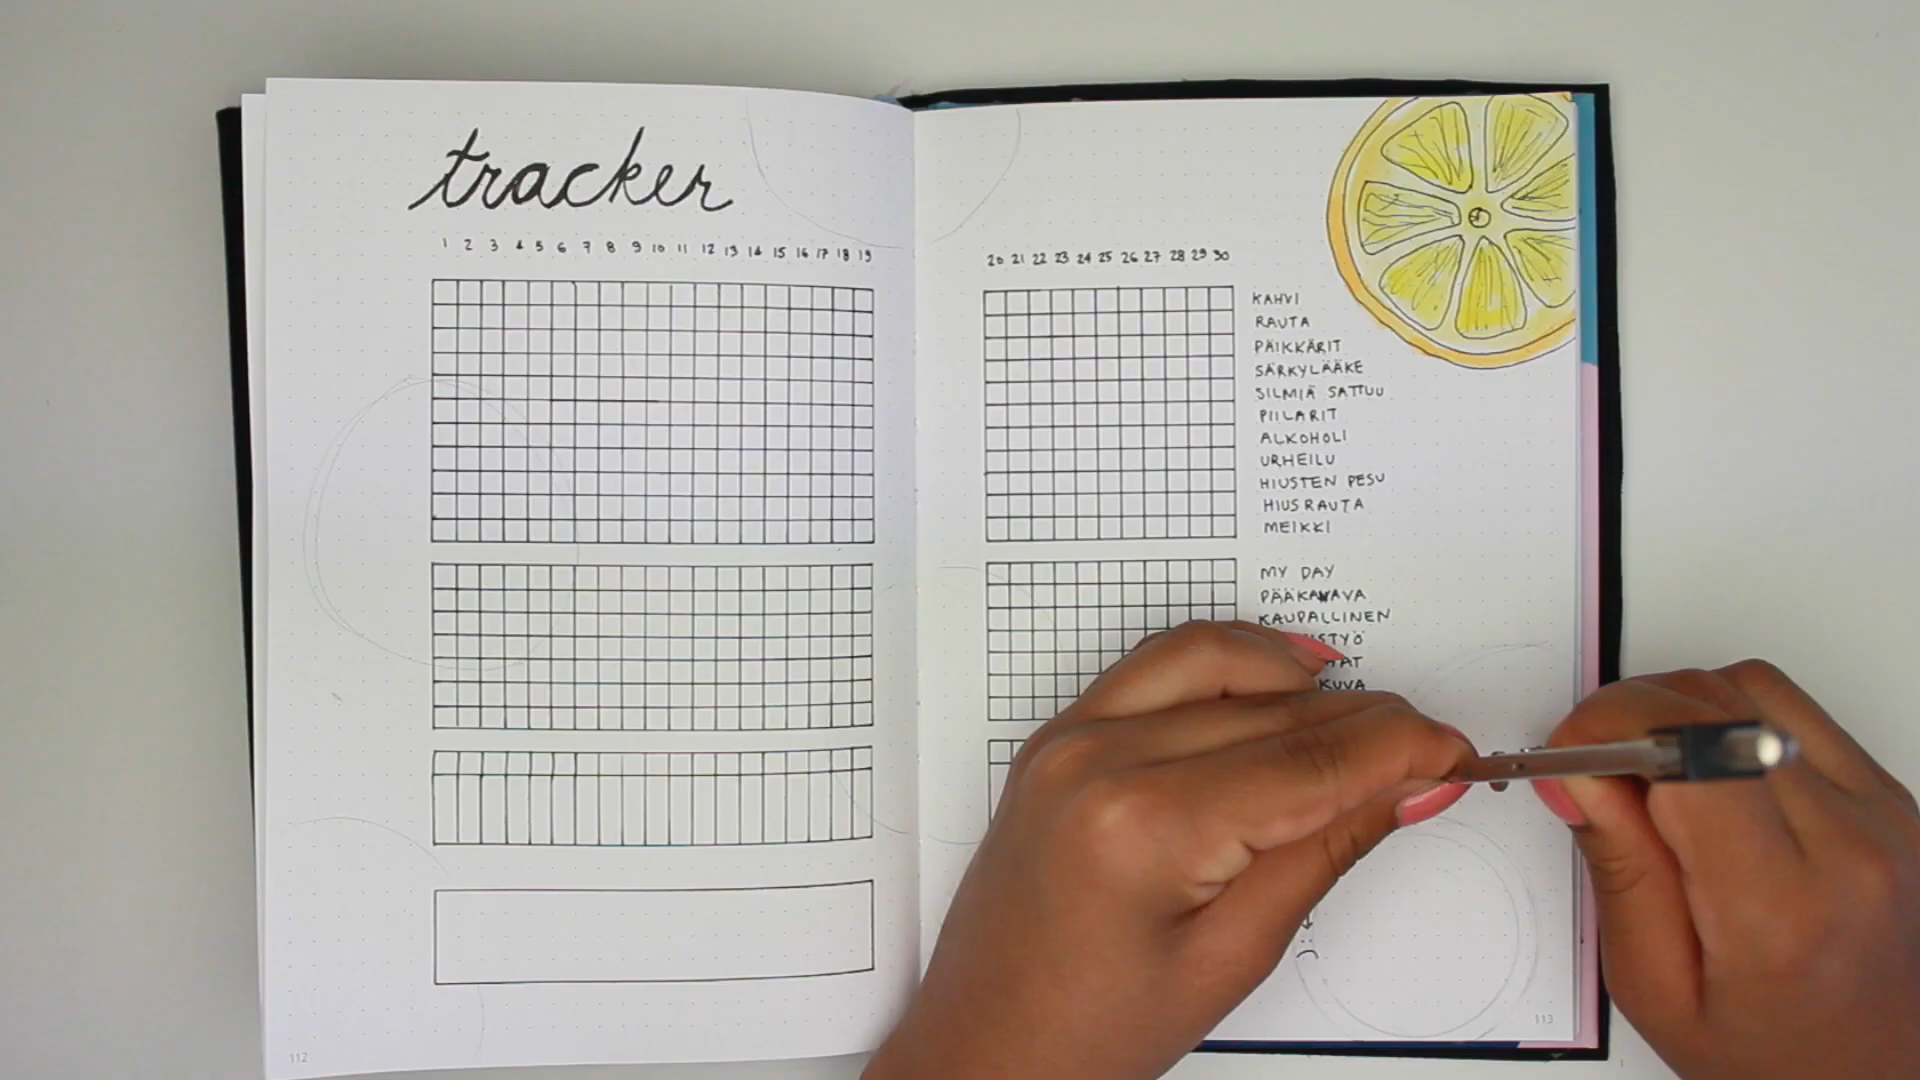 tracker
1 2 3 4 5 6 7 8 9 10 11 12 13 14 15 16 17 18 19
20 21 22 23 24 25 26 27 28 29 30
KAHVI
RAUTA
PÄIKKÄRIT
SÄRKYLÄÄKE
SILMIÄ SATTUU
PIILARIT
ALKOHOLI
URHEILU
HIUSTEN PESU
HIUSRAUTA
MEIKKI
MY DAY
PÄÄKAVAVA
KAUPALLINEN
112
113